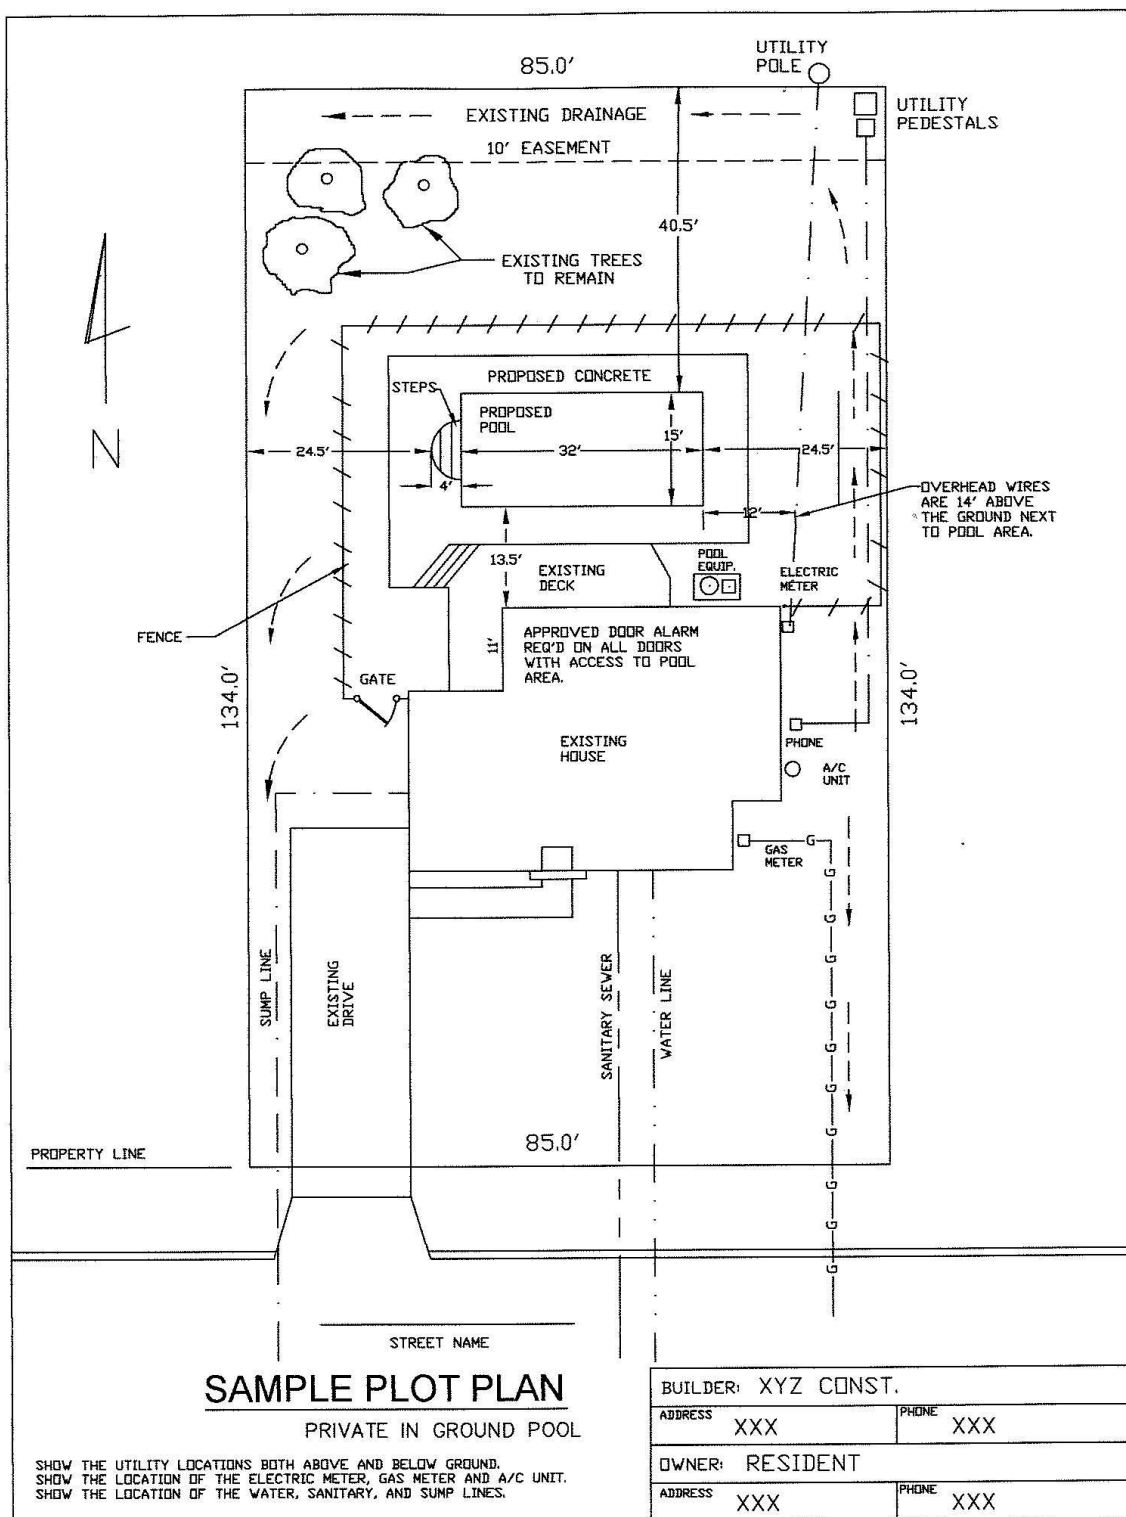 85.0'
UTILITY
POLE
EXISTING DRAINAGE
UTILITY
PEDESTALS
10' EASEMENT
40.5'
EXISTING TREES
TO REMAIN
N
PROPOSED CONCRETE
STEPS
PROPOSED
POOL
15'
24.5'
32'
24.5'
4'
12'
OVERHEAD WIRES
ARE 14' ABOVE
THE GROUND NEXT
TO POOL AREA.
13.5'
EXISTING
DECK
POOL
EQUIP.
ELECTRIC
METER
FENCE
11'
APPROVED DOOR ALARM
REQ'D ON ALL DOORS
WITH ACCESS TO POOL
AREA.
GATE
134.0'
134.0'
EXISTING
HOUSE
PHONE
A/C
UNIT
GAS
METER
G
G
G
G
G
G
G
G
G
G
G
SUMP LINE
EXISTING
DRIVE
SANITARY SEWER
WATER LINE
85.0'
PROPERTY LINE
STREET NAME
SAMPLE PLOT PLAN
PRIVATE IN GROUND POOL
SHOW THE UTILITY LOCATIONS BOTH ABOVE AND BELOW GROUND.
SHOW THE LOCATION OF THE ELECTRIC METER, GAS METER AND A/C UNIT.
SHOW THE LOCATION OF THE WATER, SANITARY, AND SUMP LINES.
BUILDER: XYZ CONST.
ADDRESS XXX PHONE XXX
OWNER: RESIDENT
ADDRESS XXX PHONE XXX